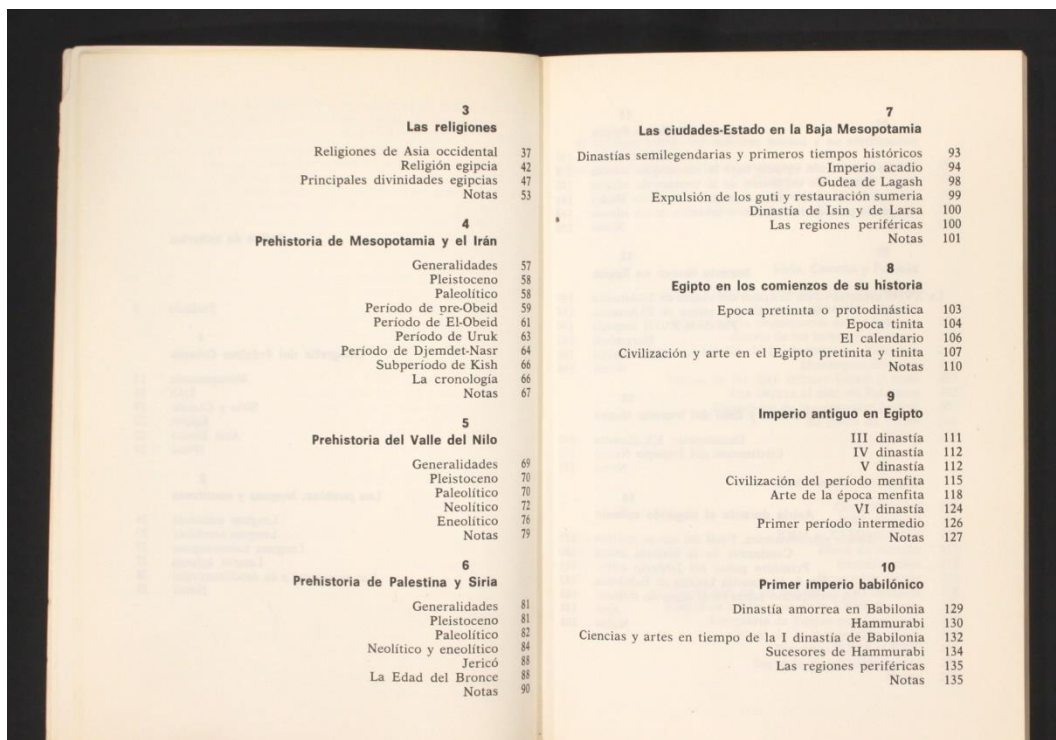 3
Las religiones
Religiones de Asia occidental 37
Religión egipcia 42
Principales divinidades egipcias 47
Notas 53
4
Prehistoria de Mesopotamia y el Irán
Generalidades 57
Pleistoceno 58
Paleolítico 58
Período de pre-Obeid 59
Período de El-Obeid 61
Período de Uruk 63
Período de Djemdet-Nasr 64
Subperíodo de Kish 66
La cronología 66
Notas 67
5
Prehistoria del Valle del Nilo
Generalidades 69
Pleistoceno 70
Paleolítico 70
Neolítico 72
Eneolítico 76
Notas 79
6
Prehistoria de Palestina y Siria
Generalidades 81
Pleistoceno 81
Paleolítico 82
Neolítico y eneolítico 84
Jericó 88
La Edad del Bronce 88
Notas 90
7
Las ciudades-Estado en la Baja Mesopotamia
Dinastías semilegendarias y primeros tiempos históricos 93
Imperio acadio 94
Gudea de Lagash 98
Expulsión de los guti y restauración sumeria 99
Dinastía de Isin y de Larsa 100
Las regiones periféricas 100
Notas 101
8
Egipto en los comienzos de su historia
Epoca pretinita o protodinástica 103
Epoca tinita 104
El calendario 106
Civilización y arte en el Egipto pretinita y tinita 107
Notas 110
9
Imperio antiguo en Egipto
III dinastía 111
IV dinastía 112
V dinastía 112
Civilización del período menfita 115
Arte de la época menfita 118
VI dinastía 124
Primer período intermedio 126
Notas 127
10
Primer imperio babilónico
Dinastía amorrea en Babilonia 129
Hammurabi 130
Ciencias y artes en tiempo de la I dinastía de Babilonia 132
Sucesores de Hammurabi 134
Las regiones periféricas 135
Notas 135